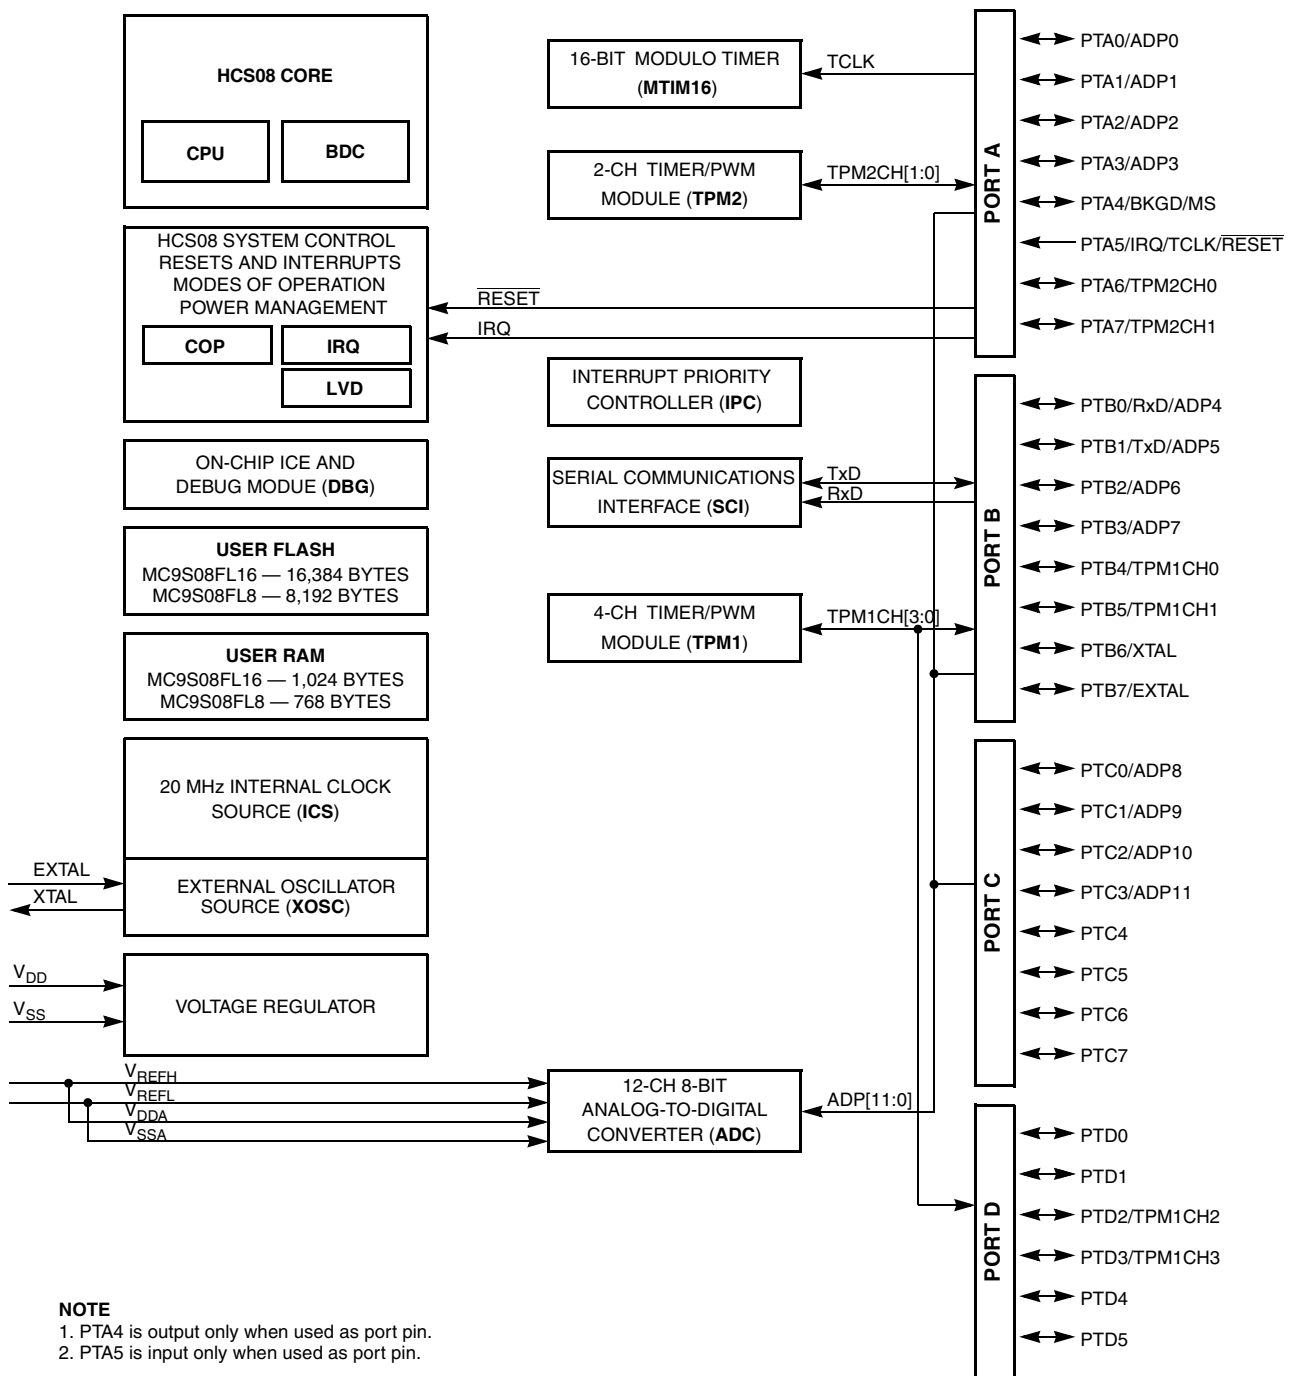 HCS08 CORE
CPU
BDC
HCS08 SYSTEM CONTROL
RESETS AND INTERRUPTS
MODES OF OPERATION
POWER MANAGEMENT
COP
IRQ
LVD
ON-CHIP ICE AND
DEBUG MODUE (DBG)
USER FLASH
MC9S08FL16 — 16,384 BYTES
MC9S08FL8 — 8,192 BYTES
USER RAM
MC9S08FL16 — 1,024 BYTES
MC9S08FL8 — 768 BYTES
20 MHz INTERNAL CLOCK
SOURCE (ICS)
EXTAL
XTAL
EXTERNAL OSCILLATOR
SOURCE (XOSC)
VDD
VSS
VOLTAGE REGULATOR
VREFH
VREFL
VDDA
VSSA
16-BIT MODULO TIMER
(MTIM16)
TCLK
2-CH TIMER/PWM
MODULE (TPM2)
TPM2CH[1:0]
RESET
IRQ
INTERRUPT PRIORITY
CONTROLLER (IPC)
SERIAL COMMUNICATIONS
INTERFACE (SCI)
TxD
RxD
4-CH TIMER/PWM
MODULE (TPM1)
TPM1CH[3:0]
12-CH 8-BIT
ANALOG-TO-DIGITAL
CONVERTER (ADC)
ADP[11:0]
PORT A
PTA0/ADP0
PTA1/ADP1
PTA2/ADP2
PTA3/ADP3
PTA4/BKGD/MS
PTA5/IRQ/TCLK/RESET
PTA6/TPM2CH0
PTA7/TPM2CH1
PORT B
PTB0/RxD/ADP4
PTB1/TxD/ADP5
PTB2/ADP6
PTB3/ADP7
PTB4/TPM1CH0
PTB5/TPM1CH1
PTB6/XTAL
PTB7/EXTAL
PORT C
PTC0/ADP8
PTC1/ADP9
PTC2/ADP10
PTC3/ADP11
PTC4
PTC5
PTC6
PTC7
PORT D
PTD0
PTD1
PTD2/TPM1CH2
PTD3/TPM1CH3
PTD4
PTD5
NOTE
1. PTA4 is output only when used as port pin.
2. PTA5 is input only when used as port pin.